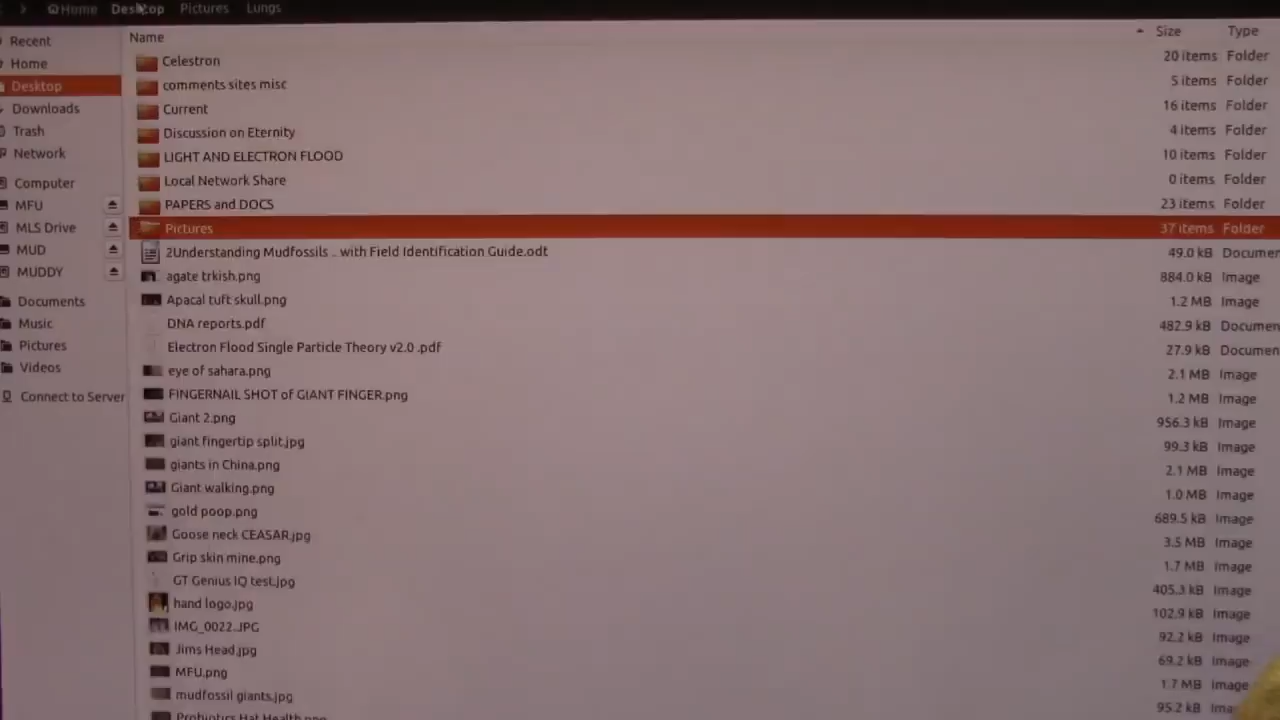 Home Desktop Pictures Lungs
Recent
Home
Desktop
Downloads
Trash
Network
Computer
MFU
MLS Drive
MUD
MUDDY
Documents
Music
Pictures
Videos
Connect to Server
Name Size Type
Celestron 20 items Folder
comments sites misc 5 items Folder
Current 16 items Folder
Discussion on Eternity 4 items Folder
LIGHT AND ELECTRON FLOOD 10 items Folder
Local Network Share 0 items Folder
PAPERS and DOCS 23 items Folder
Pictures 37 items Folder
2Understanding Mudfossils .. with Field Identification Guide.odt 49.0 kB Documen
agate trkish.png 884.0 kB Image
Apacal tuft skull.png 1.2 MB Image
DNA reports.pdf 482.9 kB Documen
Electron Flood Single Particle Theory v2.0 .pdf 27.9 kB Documen
eye of sahara.png 2.1 MB Image
FINGERNAIL SHOT of GIANT FINGER.png 1.2 MB Image
Giant 2.png 956.3 kB Image
giant fingertip split.jpg 99.3 kB Image
giants in China.png 2.1 MB Image
Giant walking.png 1.0 MB Image
gold poop.png 689.5 kB Image
Goose neck CEASAR.jpg 3.5 MB Image
Grip skin mine.png 1.7 MB Image
GT Genius IQ test.jpg 405.3 kB Image
hand logo.jpg 102.9 kB Image
IMG_0022.JPG 92.2 kB Image
Jims Head.jpg 69.2 kB Image
MFU.png 1.7 MB Image
mudfossil giants.jpg 95.2 kB Ima
Probiotics Hat Health.png